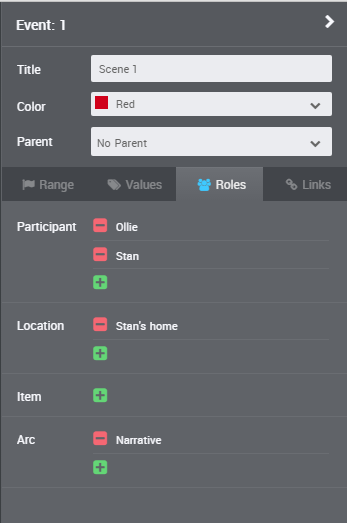 Event: 1
Title Scene 1
Color Red
Parent No Parent
Range Values Roles Links
Participant Ollie
Stan
Location Stan's home
Item
Arc Narrative